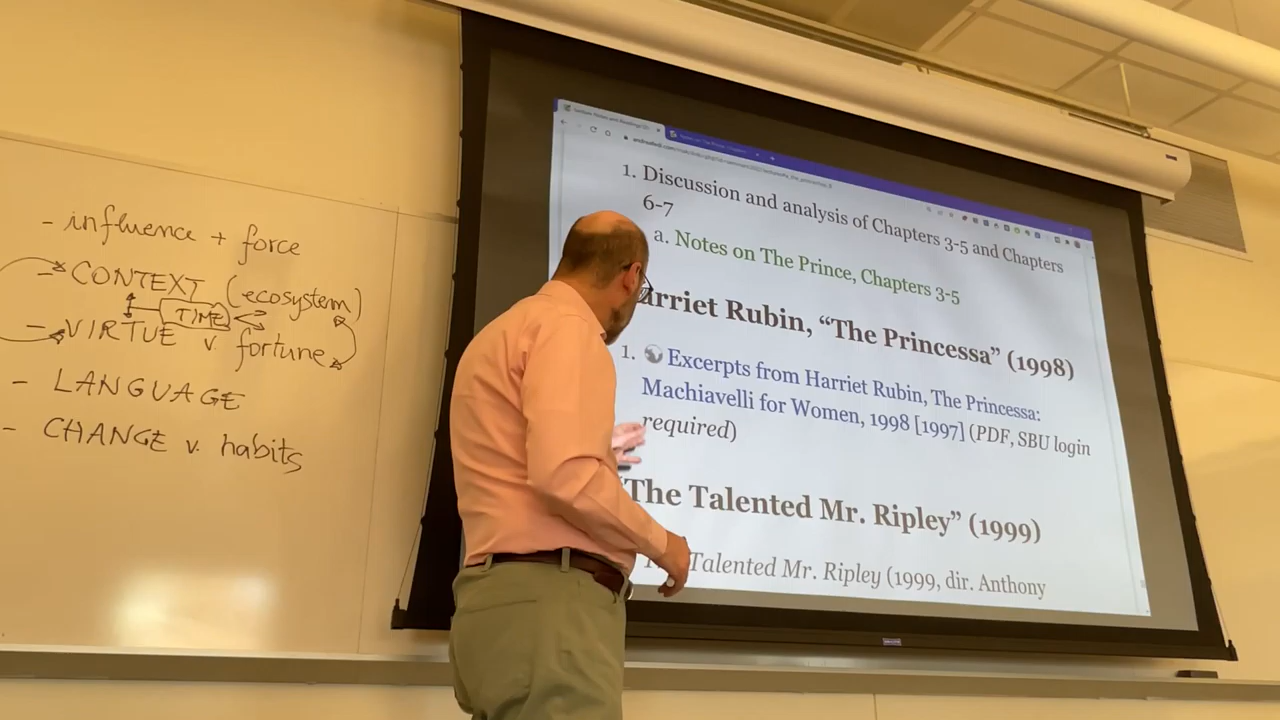 - influence + force
- CONTEXT (ecosystem)
TIME
- VIRTUE v. fortune
- LANGUAGE
- CHANGE v. habits
1. Discussion and analysis of Chapters 3-5 and Chapters
6-7
a. Notes on The Prince, Chapters 3-5
rriet Rubin, “The Princessa” (1998)
1. Excerpts from Harriet Rubin, The Princessa:
Machiavelli for Women, 1998 [1997] (PDF, SBU login
required)
“The Talented Mr. Ripley” (1999)
Talented Mr. Ripley (1999, dir. Anthony